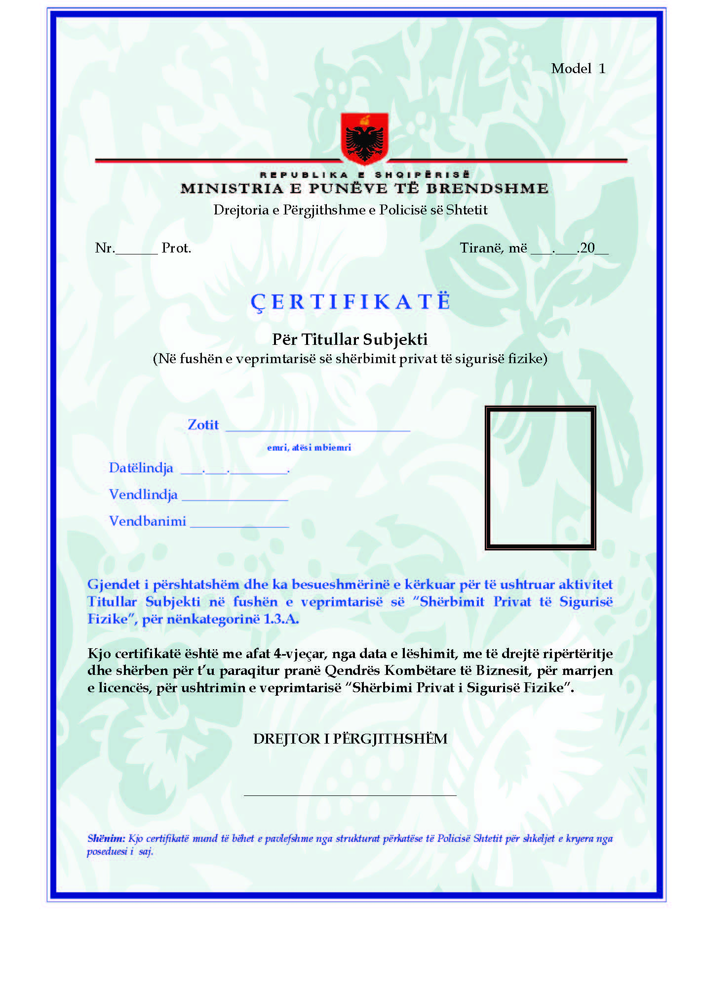 Model 1
REPUBLIKA E SHQIPËRISË
MINISTRIA E PUNËVE TË BRENDSHME
Drejtoria e Përgjithshme e Policisë së Shtetit
Nr.______ Prot. Tiranë, më ___.___.20__
ÇERTIFIKATË
Për Titullar Subjekti
(Në fushën e veprimtarisë së shërbimit privat të sigurisë fizike)
Zotit __________________________
emri, atësi mbiemri
Datëlindja ___.___.________.
Vendlindja _______________
Vendbanimi ______________
Gjendet i përshtatshëm dhe ka besueshmërinë e kërkuar për të ushtruar aktivitet
Titullar Subjekti në fushën e veprimtarisë së “Shërbimit Privat të Sigurisë
Fizike”, për nënkategorinë 1.3.A.
Kjo certifikatë është me afat 4-vjeçar, nga data e lëshimit, me të drejtë ripërtëritje
dhe shërben për t’u paraqitur pranë Qendrës Kombëtare të Biznesit, për marrjen
e licencës, për ushtrimin e veprimtarisë “Shërbimi Privat i Sigurisë Fizike”.
DREJTOR I PËRGJITHSHËM
______________________________
Shënim: Kjo certifikatë mund të bëhet e pavlefshme nga strukturat përkatëse të Policisë Shtetit për shkeljet e kryera nga
poseduesi i saj.